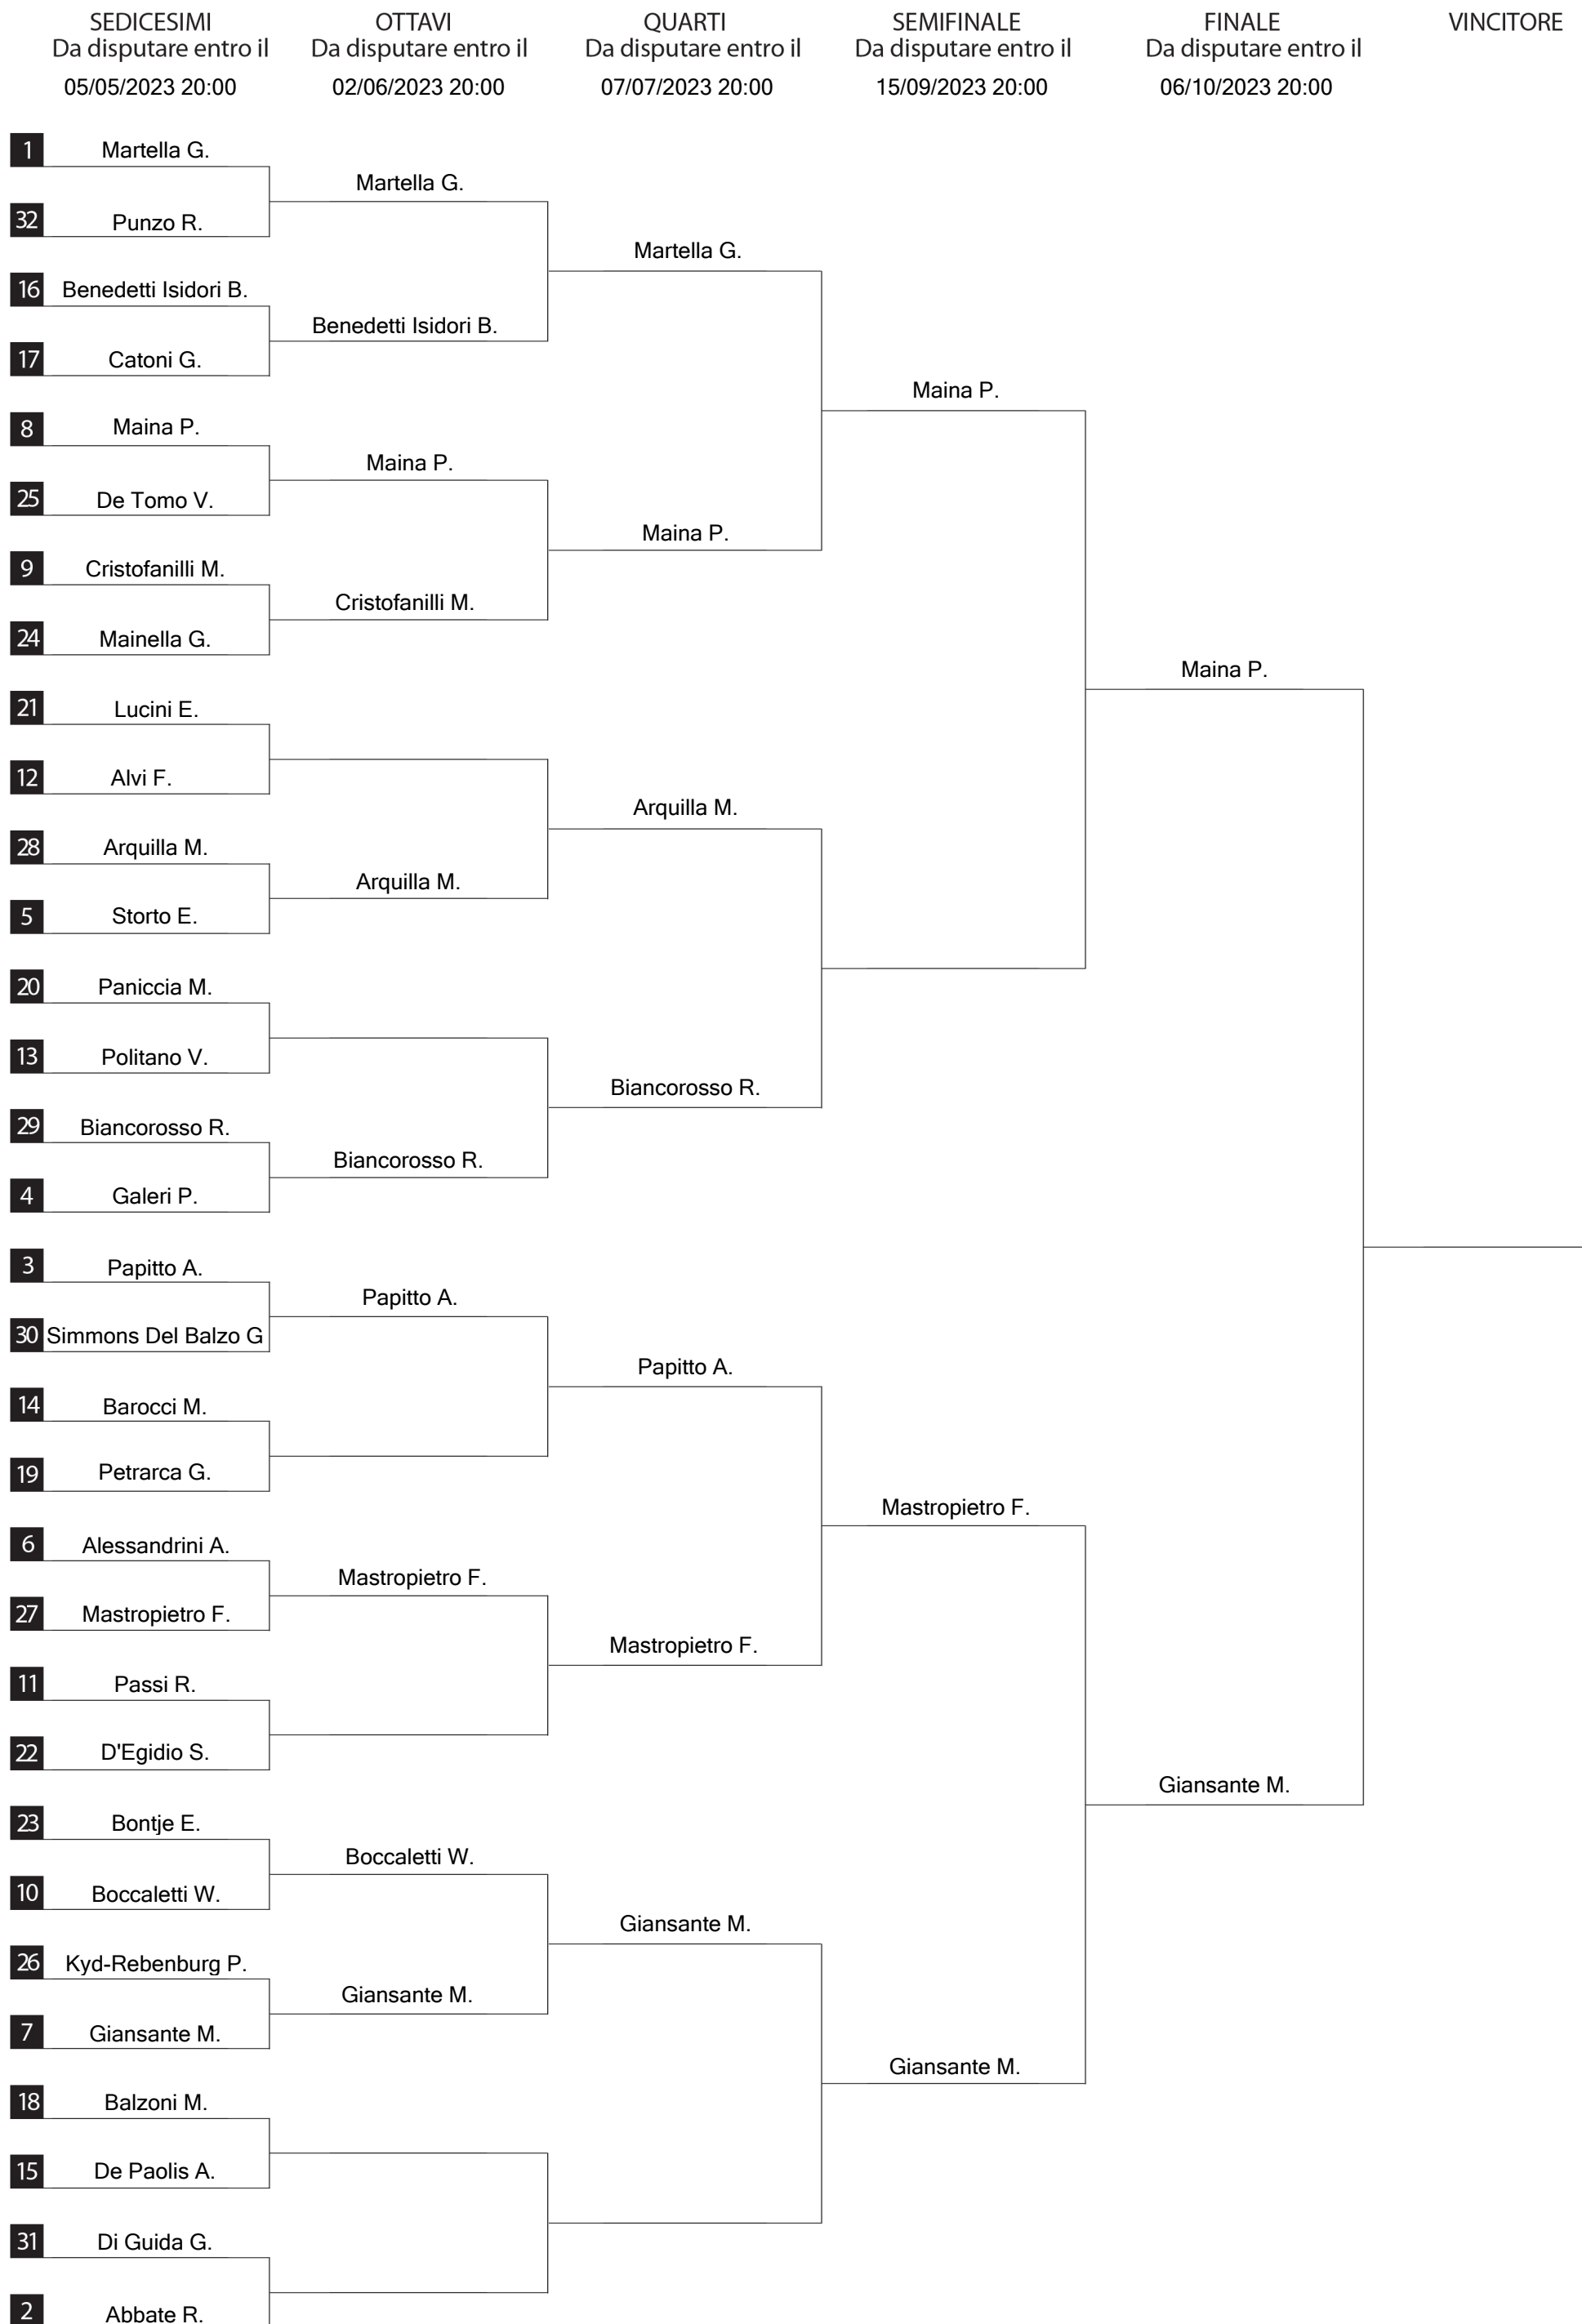 SEDICESIMI
Da disputare entro il
05/05/2023 20:00
OTTAVI
Da disputare entro il
02/06/2023 20:00
QUARTI
Da disputare entro il
07/07/2023 20:00
SEMIFINALE
Da disputare entro il
15/09/2023 20:00
FINALE
Da disputare entro il
06/10/2023 20:00
VINCITORE
1 Martella G.
32 Punzo R.
16 Benedetti Isidori B.
17 Catoni G.
8 Maina P.
25 De Tomo V.
9 Cristofanilli M.
24 Mainella G.
21 Lucini E.
12 Alvi F.
28 Arquilla M.
5 Storto E.
20 Paniccia M.
13 Politano V.
29 Biancorosso R.
4 Galeri P.
3 Papitto A.
30 Simmons Del Balzo G
14 Barocci M.
19 Petrarca G.
6 Alessandrini A.
27 Mastropietro F.
11 Passi R.
22 D'Egidio S.
23 Bontje E.
10 Boccaletti W.
26 Kyd-Rebenburg P.
7 Giansante M.
18 Balzoni M.
15 De Paolis A.
31 Di Guida G.
2 Abbate R.
Martella G.
Benedetti Isidori B.
Maina P.
Cristofanilli M.
Arquilla M.
Biancorosso R.
Papitto A.
Mastropietro F.
Boccaletti W.
Giansante M.
Martella G.
Maina P.
Arquilla M.
Biancorosso R.
Papitto A.
Mastropietro F.
Giansante M.
Maina P.
Mastropietro F.
Giansante M.
Maina P.
Giansante M.